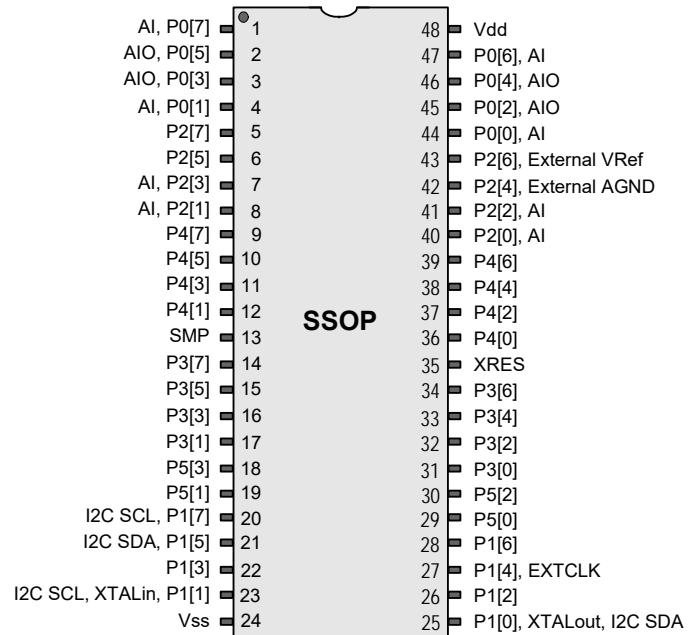 AI, P0[7] 1 48 Vdd
AIO, P0[5] 2 47 P0[6], AI
AIO, P0[3] 3 46 P0[4], AIO
AI, P0[1] 4 45 P0[2], AIO
P2[7] 5 44 P0[0], AI
P2[5] 6 43 P2[6], External VRef
AI, P2[3] 7 42 P2[4], External AGND
AI, P2[1] 8 41 P2[2], AI
P4[7] 9 40 P2[0], AI
P4[5] 10 39 P4[6]
P4[3] 11 38 P4[4]
P4[1] 12 37 P4[2]
SSOP
SMP 13 36 P4[0]
P3[7] 14 35 XRES
P3[5] 15 34 P3[6]
P3[3] 16 33 P3[4]
P3[1] 17 32 P3[2]
P5[3] 18 31 P3[0]
P5[1] 19 30 P5[2]
I2C SCL, P1[7] 20 29 P5[0]
I2C SDA, P1[5] 21 28 P1[6]
P1[3] 22 27 P1[4], EXTCLK
I2C SCL, XTALin, P1[1] 23 26 P1[2]
Vss 24 25 P1[0], XTALout, I2C SDA